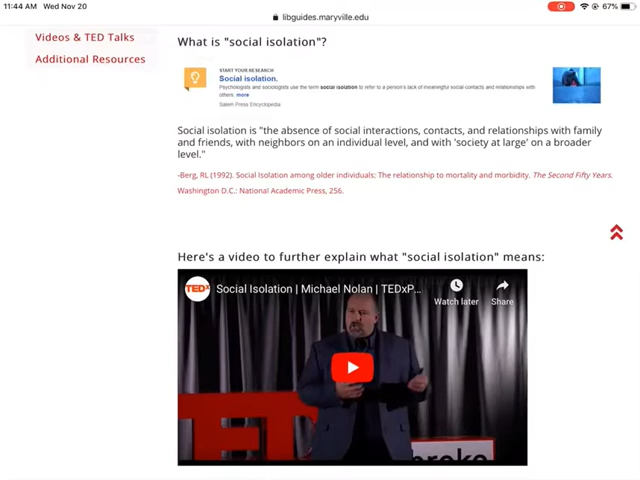 11:44 AM Wed Nov 20
67%
libguides.maryville.edu
Videos & TED Talks
Additional Resources
What is "social isolation"?
START YOUR RESEARCH
Social isolation.
Psychologists and sociologists use the term social isolation to refer to a person's lack of meaningful social contacts and relationships with
others. more
Salem Press Encyclopedia
Social isolation is "the absence of social interactions, contacts, and relationships with family
and friends, with neighbors on an individual level, and with 'society at large' on a broader
level."
-Berg, RL (1992). Social Isolation among older individuals: The relationship to mortality and morbidity. The Second Fifty Years.
Washington D.C.: National Academic Press, 256.
Here's a video to further explain what "social isolation" means:
TEDx
Social Isolation | Michael Nolan | TEDxP...
Watch later
Share
TED
broke